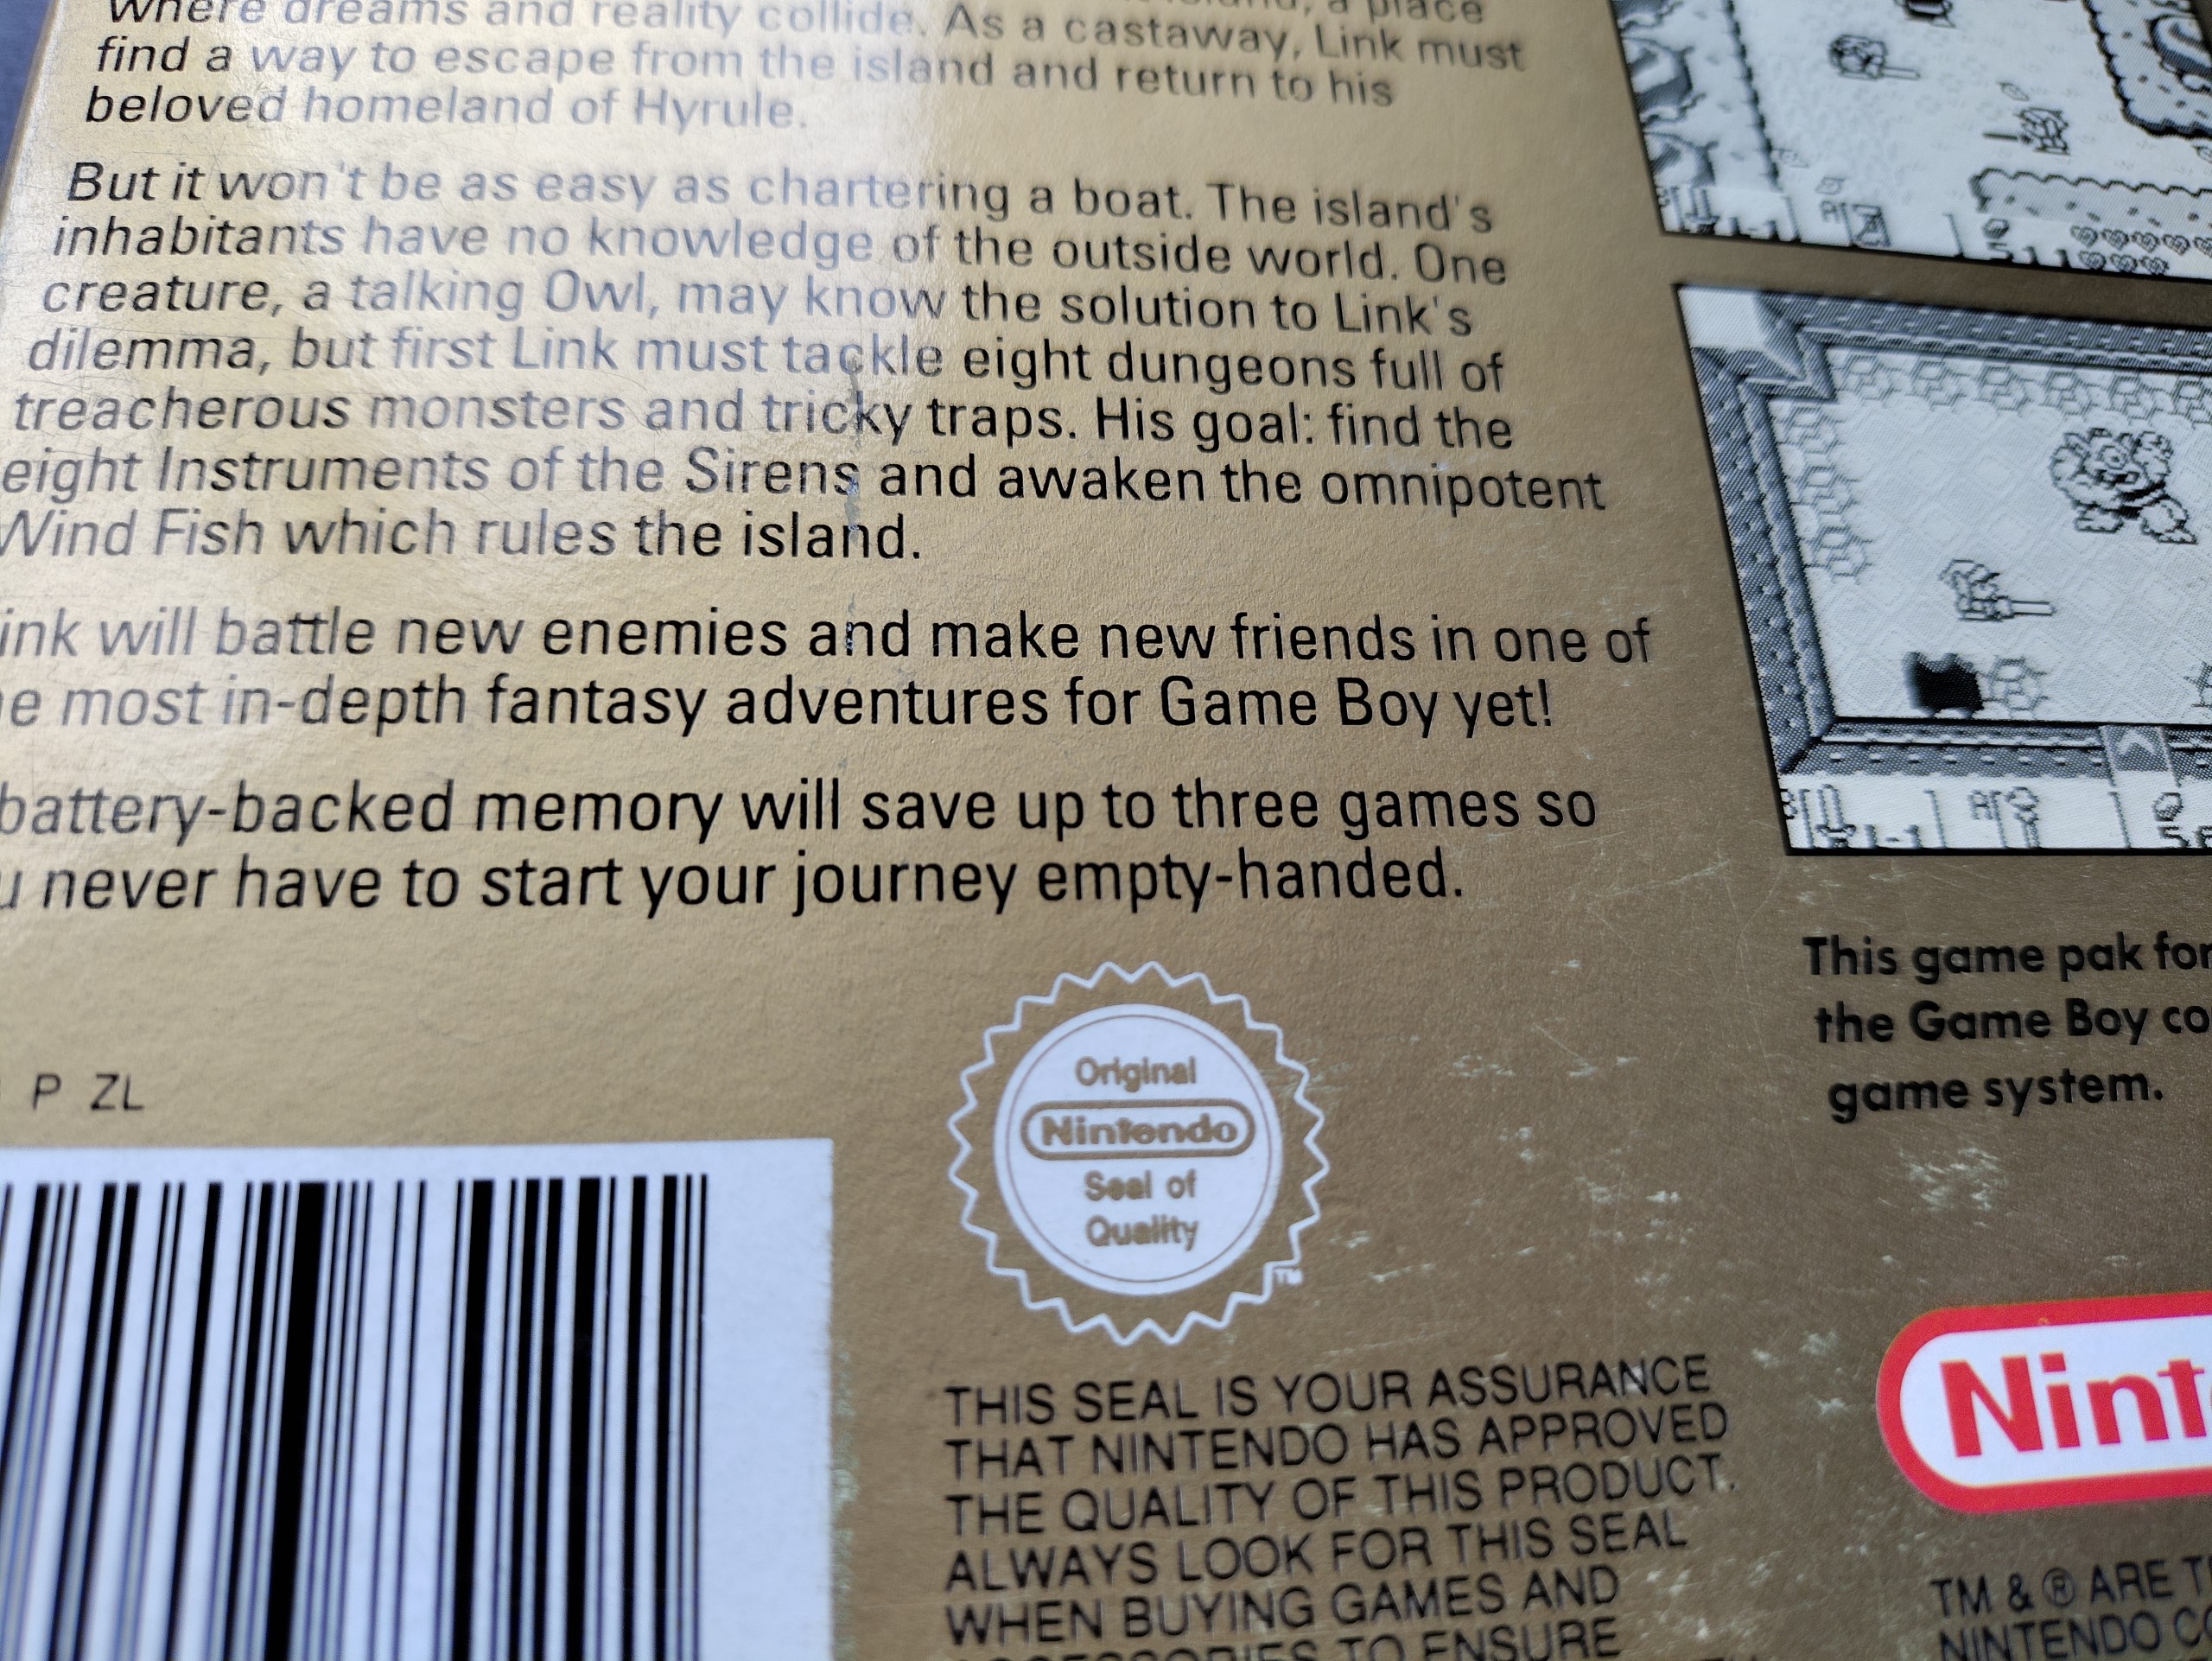 where dreams and reality collide. As a castaway, Link must
a place
find a way to escape from the island and return to his
beloved homeland of Hyrule.
But it won't be as easy as chartering a boat. The island's
inhabitants have no knowledge of the outside world. One
creature, a talking Owl, may know the solution to Link's
dilemma, but first Link must tackle eight dungeons full of
treacherous monsters and tricky traps. His goal: find the
eight Instruments of the Sirens and awaken the omnipotent
Wind Fish which rules the island.
ink will battle new enemies and make new friends in one of
e most in-depth fantasy adventures for Game Boy yet!
battery-backed memory will save up to three games so
u never have to start your journey empty-handed.
This game pak for
the Game Boy co
game system.
P ZL
Original
Nintendo
Seal of
Quality
TM
THIS SEAL IS YOUR ASSURANCE
THAT NINTENDO HAS APPROVED
THE QUALITY OF THIS PRODUCT.
ALWAYS LOOK FOR THIS SEAL
WHEN BUYING GAMES AND
ACCESSORIES TO ENSURE
Nint
TM & ® ARE T
NINTENDO CO